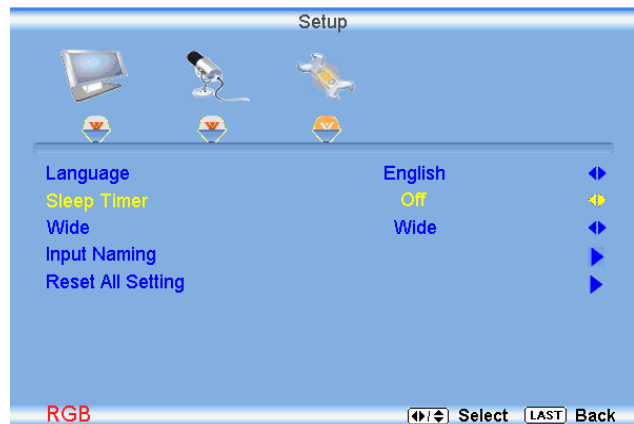 Setup
Language English
Sleep Timer Off
Wide Wide
Input Naming
Reset All Setting
RGB Select LAST Back